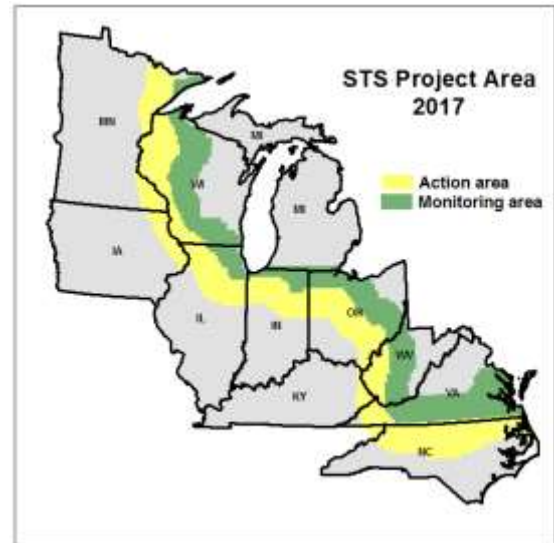 STS Project Area
2017
MN
MI
WI
MI
Action area
Monitoring area
IA
IL
IN
OH
WV
VA
KY
NC